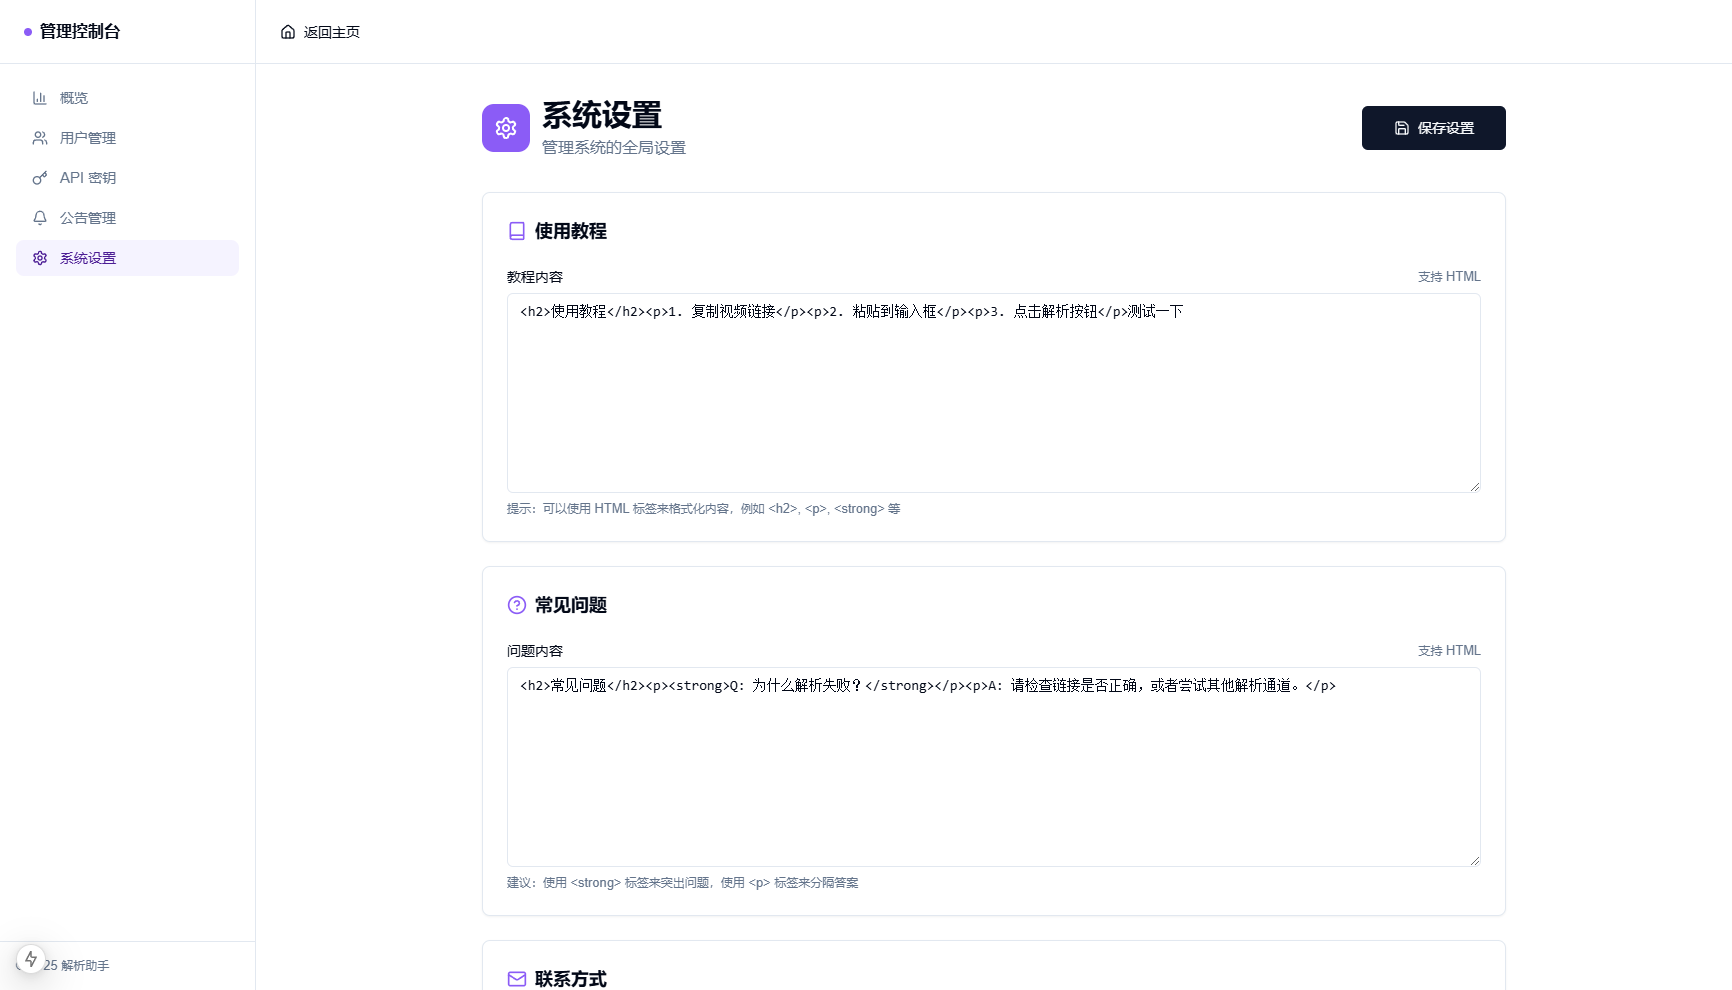 管理控制台
返回主页
概览
用户管理
API 密钥
公告管理
系统设置
系统设置
管理系统的全局设置
保存设置
使用教程
教程内容
支持 HTML
<h2>使用教程</h2><p>1. 复制视频链接</p><p>2. 粘贴到输入框</p><p>3. 点击解析按钮</p>测试一下
提示：可以使用 HTML 标签来格式化内容，例如 <h2>, <p>, <strong> 等
常见问题
问题内容
支持 HTML
<h2>常见问题</h2><p><strong>Q: 为什么解析失败？</strong></p><p>A: 请检查链接是否正确，或者尝试其他解析通道。</p>
建议：使用 <strong> 标签来突出问题，使用 <p> 标签来分隔答案
联系方式
25 解析助手